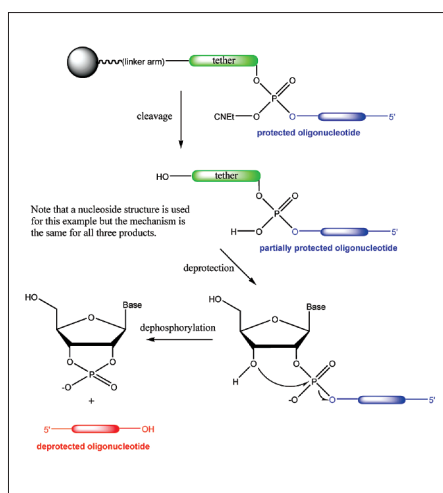 tether
(linker arm)
O
O
P
CNEt
O
O
5'
protected oligonucleotide
cleavage
HO
tether
O
O
P
H
O
O
5'
partially protected oligonucleotide
Note that a nucleoside structure is used
for this example but the mechanism is
the same for all three products.
deprotection
HO
Base
O
dephosphorylation
HO
Base
O
O
O
P
-O
O
O
O
H
O
P
-O
O
5'
+
5'
OH
deprotected oligonucleotide